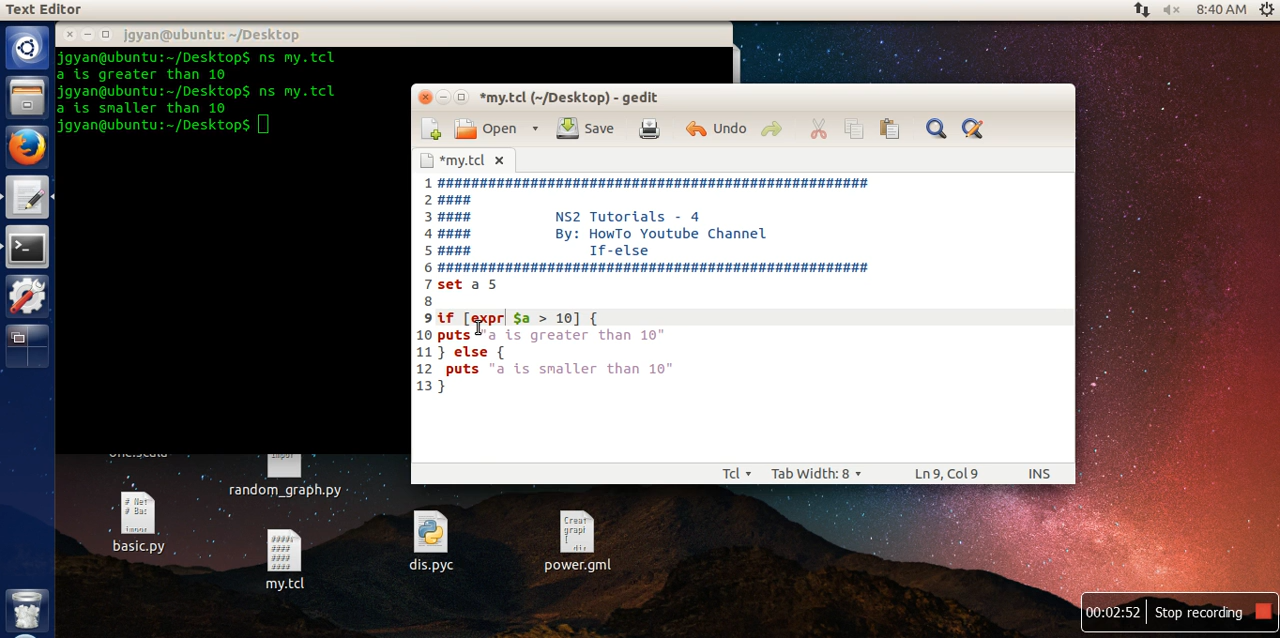 Text Editor
8:40 AM
jgyan@ubuntu: ~/Desktop
jgyan@ubuntu:~/Desktop$ ns my.tcl
a is greater than 10
jgyan@ubuntu:~/Desktop$ ns my.tcl
a is smaller than 10
jgyan@ubuntu:~/Desktop$
*my.tcl (~/Desktop) - gedit
Open Save Undo
*my.tcl
1 ###################################################
2 ####
3 #### NS2 Tutorials - 4
4 #### By: HowTo Youtube Channel
5 #### If-else
6 ###################################################
7 set a 5
8
9 if [expr $a > 10] {
10 puts "a is greater than 10"
11 } else {
12 puts "a is smaller than 10"
13 }
Tcl Tab Width: 8 Ln 9, Col 9 INS
random_graph.py
basic.py
my.tcl
dis.pyc
power.gml
00:02:52 Stop recording